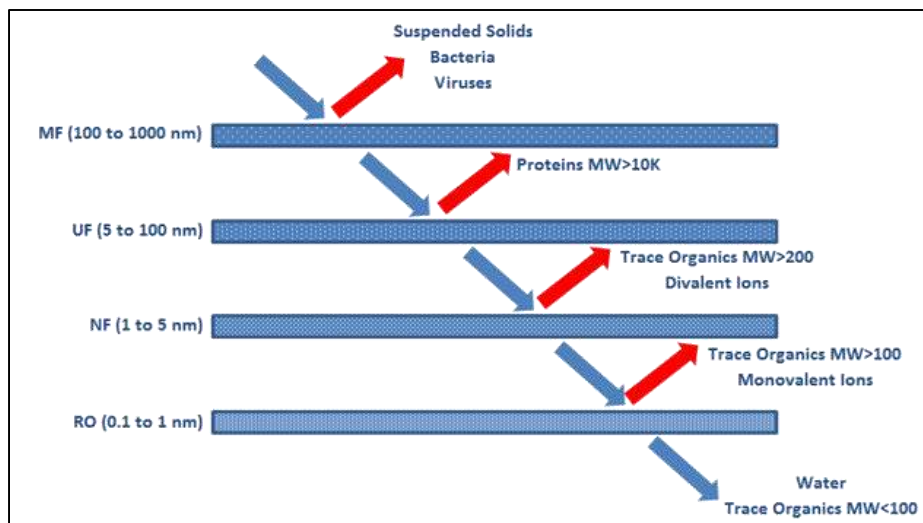 Suspended Solids
Bacteria
Viruses
MF (100 to 1000 nm)
Proteins MW>10K
UF (5 to 100 nm)
Trace Organics MW>200
Divalent Ions
NF (1 to 5 nm)
Trace Organics MW>100
Monovalent Ions
RO (0.1 to 1 nm)
Water
Trace Organics MW<100